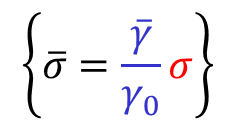 {σ̄ = γ̄/γ₀ σ}